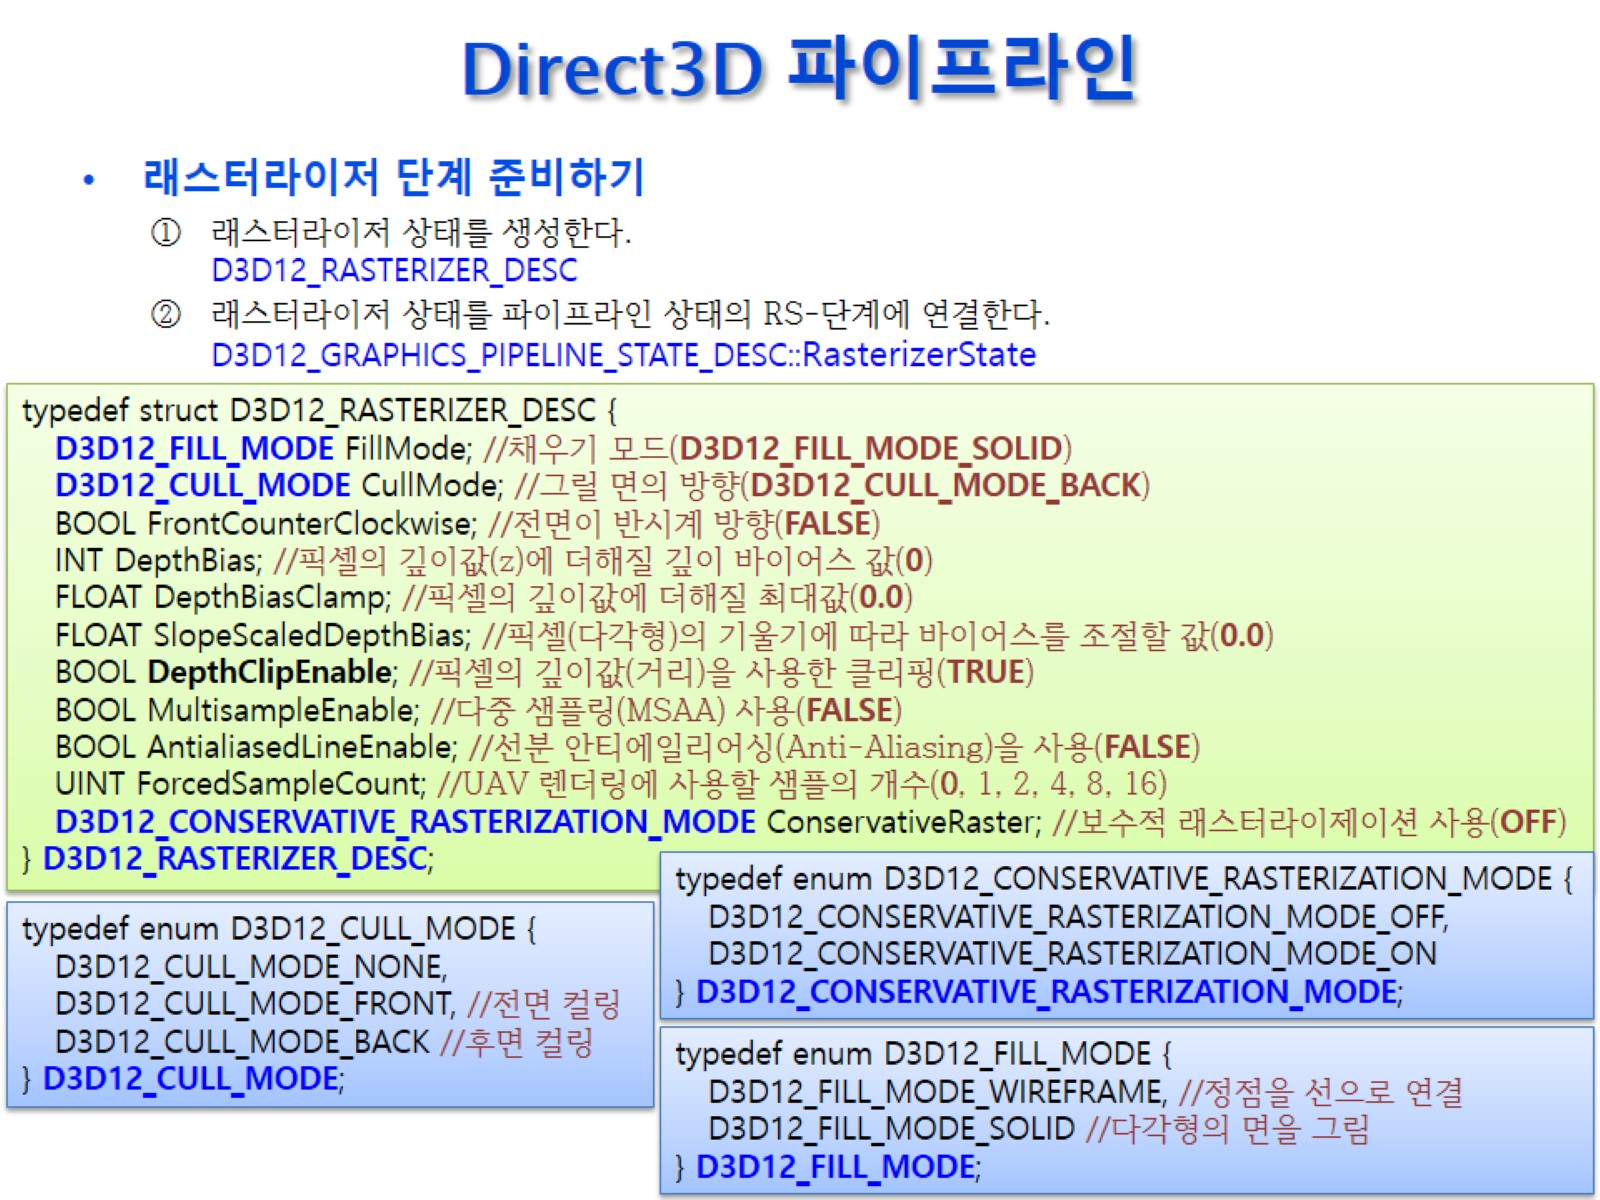 Direct3D 파이프라인
• 래스터라이저 단계 준비하기
① 래스터라이저 상태를 생성한다.
D3D12_RASTERIZER_DESC
② 래스터라이저 상태를 파이프라인 상태의 RS-단계에 연결한다.
D3D12_GRAPHICS_PIPELINE_STATE_DESC::RasterizerState
typedef struct D3D12_RASTERIZER_DESC {
D3D12_FILL_MODE FillMode; //채우기 모드(D3D12_FILL_MODE_SOLID)
D3D12_CULL_MODE CullMode; //그릴 면의 방향(D3D12_CULL_MODE_BACK)
BOOL FrontCounterClockwise; //전면이 반시계 방향(FALSE)
INT DepthBias; //픽셀의 깊이값(z)에 더해질 깊이 바이어스 값(0)
FLOAT DepthBiasClamp; //픽셀의 깊이값에 더해질 최대값(0.0)
FLOAT SlopeScaledDepthBias; //픽셀(다각형)의 기울기에 따라 바이어스를 조절할 값(0.0)
BOOL DepthClipEnable; //픽셀의 깊이값(거리)을 사용한 클리핑(TRUE)
BOOL MultisampleEnable; //다중 샘플링(MSAA) 사용(FALSE)
BOOL AntialiasedLineEnable; //선분 안티에일리어싱(Anti-Aliasing)을 사용(FALSE)
UINT ForcedSampleCount; //UAV 렌더링에 사용할 샘플의 개수(0, 1, 2, 4, 8, 16)
D3D12_CONSERVATIVE_RASTERIZATION_MODE ConservativeRaster; //보수적 래스터라이제이션 사용(OFF)
} D3D12_RASTERIZER_DESC;
typedef enum D3D12_CULL_MODE {
D3D12_CULL_MODE_NONE,
D3D12_CULL_MODE_FRONT, //전면 컬링
D3D12_CULL_MODE_BACK //후면 컬링
} D3D12_CULL_MODE;
typedef enum D3D12_CONSERVATIVE_RASTERIZATION_MODE {
D3D12_CONSERVATIVE_RASTERIZATION_MODE_OFF,
D3D12_CONSERVATIVE_RASTERIZATION_MODE_ON
} D3D12_CONSERVATIVE_RASTERIZATION_MODE;
typedef enum D3D12_FILL_MODE {
D3D12_FILL_MODE_WIREFRAME, //정점을 선으로 연결
D3D12_FILL_MODE_SOLID //다각형의 면을 그림
} D3D12_FILL_MODE;